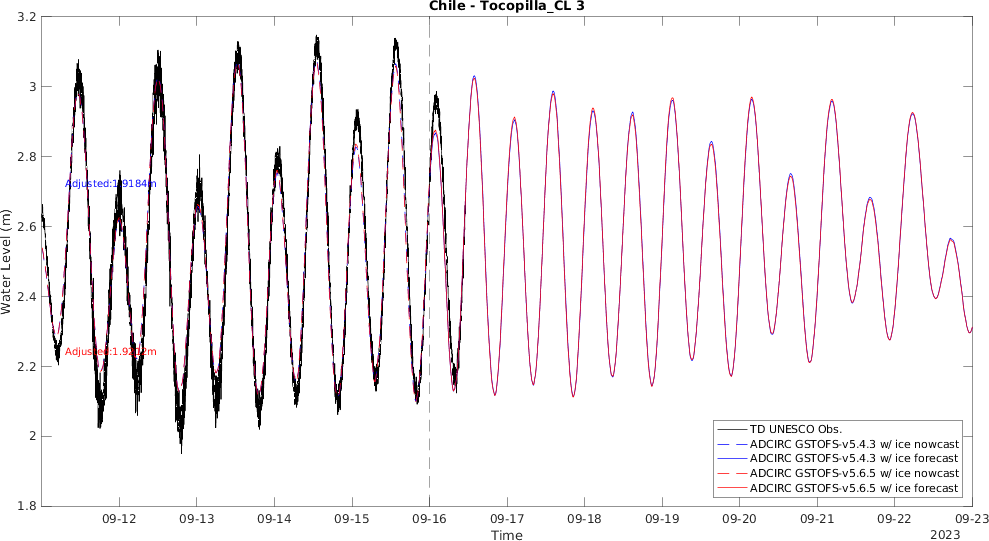 Chile - Tocopilla_CL 3
3.2
3
2.8
2.6
2.4
2.2
2
1.8
Water Level (m)
Adjusted:1.9184m
Adjusted:1.9212m
TD UNESCO Obs.
ADCIRC GSTOFS-v5.4.3 w/ ice nowcast
ADCIRC GSTOFS-v5.4.3 w/ ice forecast
ADCIRC GSTOFS-v5.6.5 w/ ice nowcast
ADCIRC GSTOFS-v5.6.5 w/ ice forecast
09-12 09-13 09-14 09-15 09-16 09-17 09-18 09-19 09-20 09-21 09-22 09-23
Time
2023